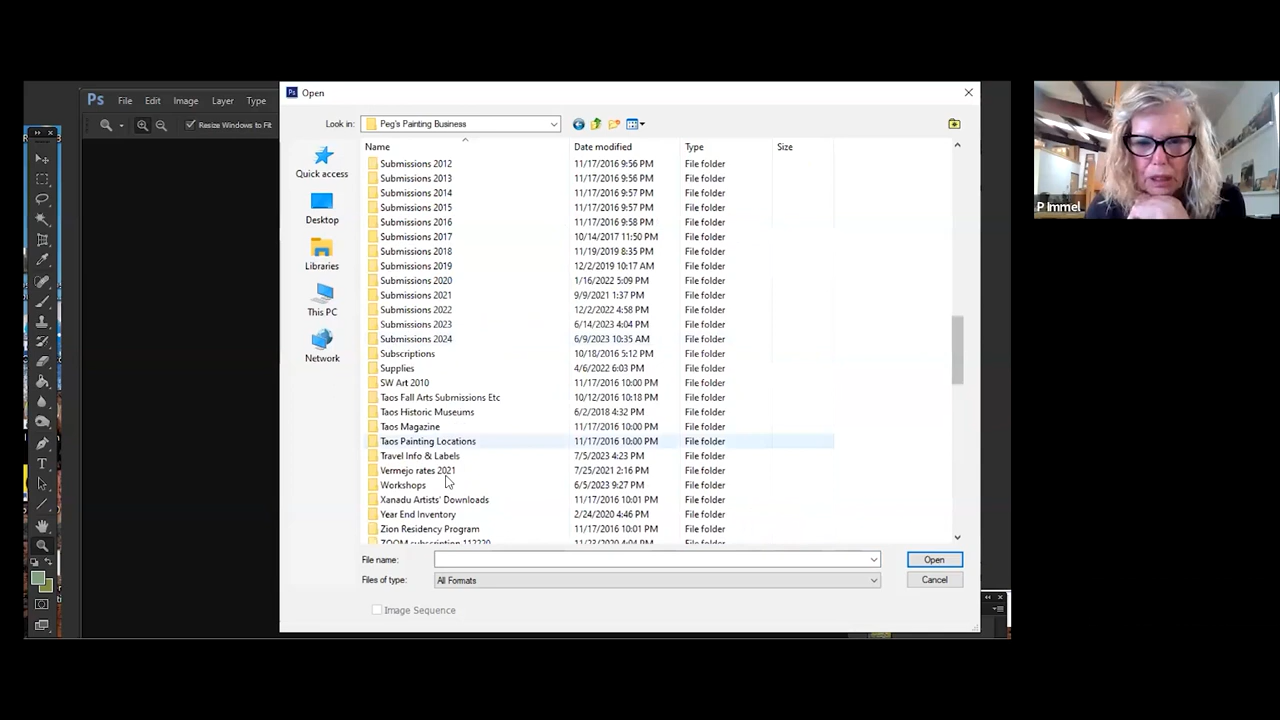 Ps File Edit Image Layer Type
Resize Windows to Fit
Open
Look in: Peg's Painting Business
Name Date modified Type Size
Submissions 2012 11/17/2016 9:56 PM File folder
Submissions 2013 11/17/2016 9:56 PM File folder
Submissions 2014 11/17/2016 9:57 PM File folder
Submissions 2015 11/17/2016 9:57 PM File folder
Submissions 2016 11/17/2016 9:58 PM File folder
Submissions 2017 10/14/2017 11:50 PM File folder
Submissions 2018 11/19/2019 8:35 PM File folder
Submissions 2019 12/2/2019 10:17 AM File folder
Submissions 2020 1/16/2022 5:09 PM File folder
Submissions 2021 9/9/2021 1:37 PM File folder
Submissions 2022 12/2/2022 4:58 PM File folder
Submissions 2023 6/14/2023 4:04 PM File folder
Submissions 2024 6/9/2023 10:35 AM File folder
Subscriptions 10/18/2016 5:12 PM File folder
Supplies 4/6/2022 6:03 PM File folder
SW Art 2010 11/17/2016 10:00 PM File folder
Taos Fall Arts Submissions Etc 10/12/2016 10:18 PM File folder
Taos Historic Museums 6/2/2018 4:32 PM File folder
Taos Magazine 11/17/2016 10:00 PM File folder
Taos Painting Locations 11/17/2016 10:00 PM File folder
Travel Info & Labels 7/5/2023 4:23 PM File folder
Vermejo rates 2021 7/25/2021 2:16 PM File folder
Workshops 6/5/2023 9:27 PM File folder
Xanadu Artists' Downloads 11/17/2016 10:01 PM File folder
Year End Inventory 2/24/2020 4:46 PM File folder
Zion Residency Program 11/17/2016 10:01 PM File folder
ZOOM subscription 112220 11/23/2020 4:04 PM File folder
Quick access
Desktop
Libraries
This PC
Network
File name: Open
Files of type: All Formats Cancel
Image Sequence
P Immel